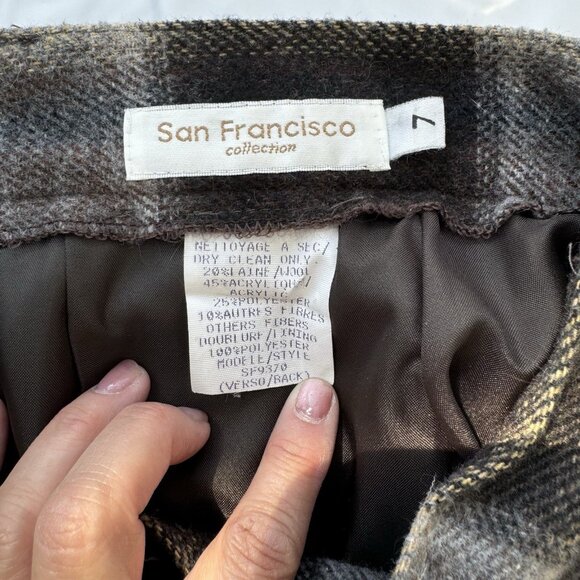 San Francisco
collection
7
NETTOYAGE A SEC/
DRY CLEAN ONLY.
20%LAINE/WOOL
45%ACRYLIQUE/
ACRYLIC
25%POLYESTER
10%AUTRES FIBRES
OTHERS FIBERS
DOUBLURE/LINING
100%POLYESTER
MODELE/STYLE
SF9370
(VERSO/BACK)